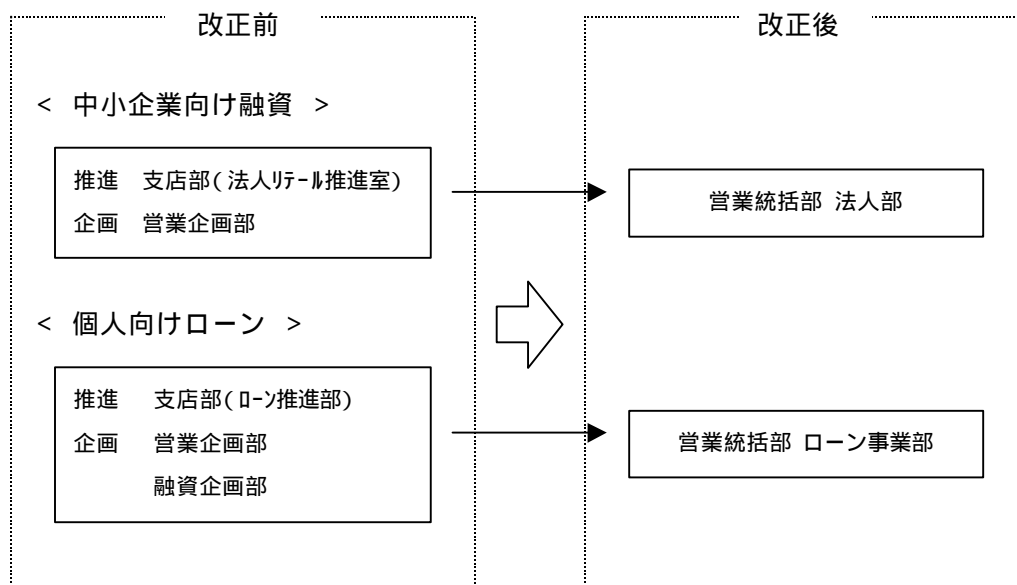 改正前
< 中小企業向け融資 >
推進 支店部(法人ﾘﾃｰﾙ推進室)
企画 営業企画部
< 個人向けローン >
推進 支店部(ﾛｰﾝ推進部)
企画 営業企画部
融資企画部
改正後
営業統括部 法人部
営業統括部 ローン事業部